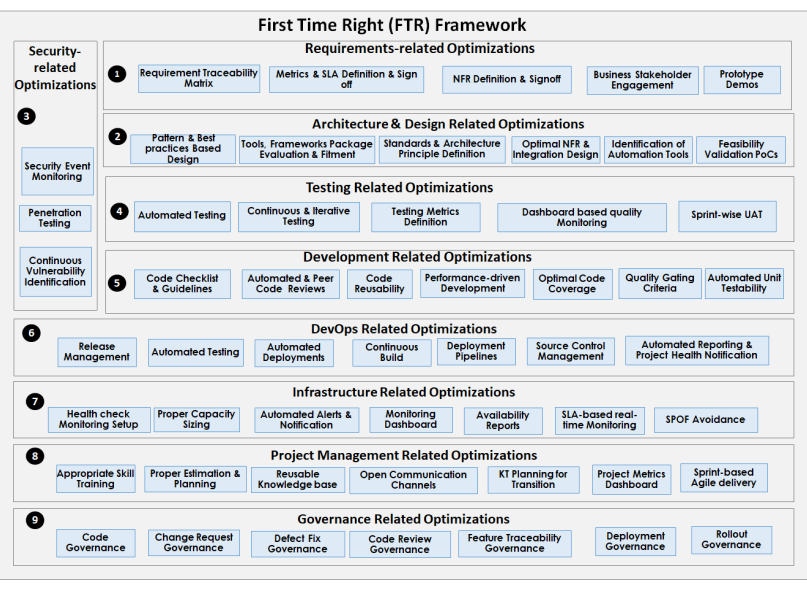 First Time Right (FTR) Framework
Security-
related
Optimizations
3
Security Event
Monitoring
Penetration
Testing
Continuous
Vulnerability
Identification
Requirements-related Optimizations
1
Requirement Traceability
Matrix
Metrics & SLA Definition & Sign
off
NFR Definition & Signoff
Business Stakeholder
Engagement
Prototype
Demos
Architecture & Design Related Optimizations
2
Pattern & Best
practices Based
Design
Tools, Frameworks Package
Evaluation & Fitment
Standards & Architecture
Principle Definition
Optimal NFR &
Integration Design
Identification of
Automation Tools
Feasibility
Validation PoCs
Testing Related Optimizations
4
Automated Testing
Continuous & Iterative
Testing
Testing Metrics
Definition
Dashboard based quality
Monitoring
Sprint-wise UAT
Development Related Optimizations
5
Code Checklist
& Guidelines
Automated & Peer
Code Reviews
Code
Reusability
Performance-driven
Development
Optimal Code
Coverage
Quality Gating
Criteria
Automated Unit
Testability
6
DevOps Related Optimizations
Release
Management
Automated Testing
Automated
Deployments
Continuous
Build
Deployment
Pipelines
Source Control
Management
Automated Reporting &
Project Health Notification
7
Infrastructure Related Optimizations
Health check
Monitoring Setup
Proper Capacity
Sizing
Automated Alerts &
Notification
Monitoring
Dashboard
Availability
Reports
SLA-based real-
time Monitoring
SPOF Avoidance
8
Project Management Related Optimizations
Appropriate Skill
Training
Proper Estimation &
Planning
Reusable
Knowledge base
Open Communication
Channels
KT Planning for
Transition
Project Metrics
Dashboard
Sprint-based
Agile delivery
9
Governance Related Optimizations
Code
Governance
Change Request
Governance
Defect Fix
Governance
Code Review
Governance
Feature Traceability
Governance
Deployment
Governance
Rollout
Governance